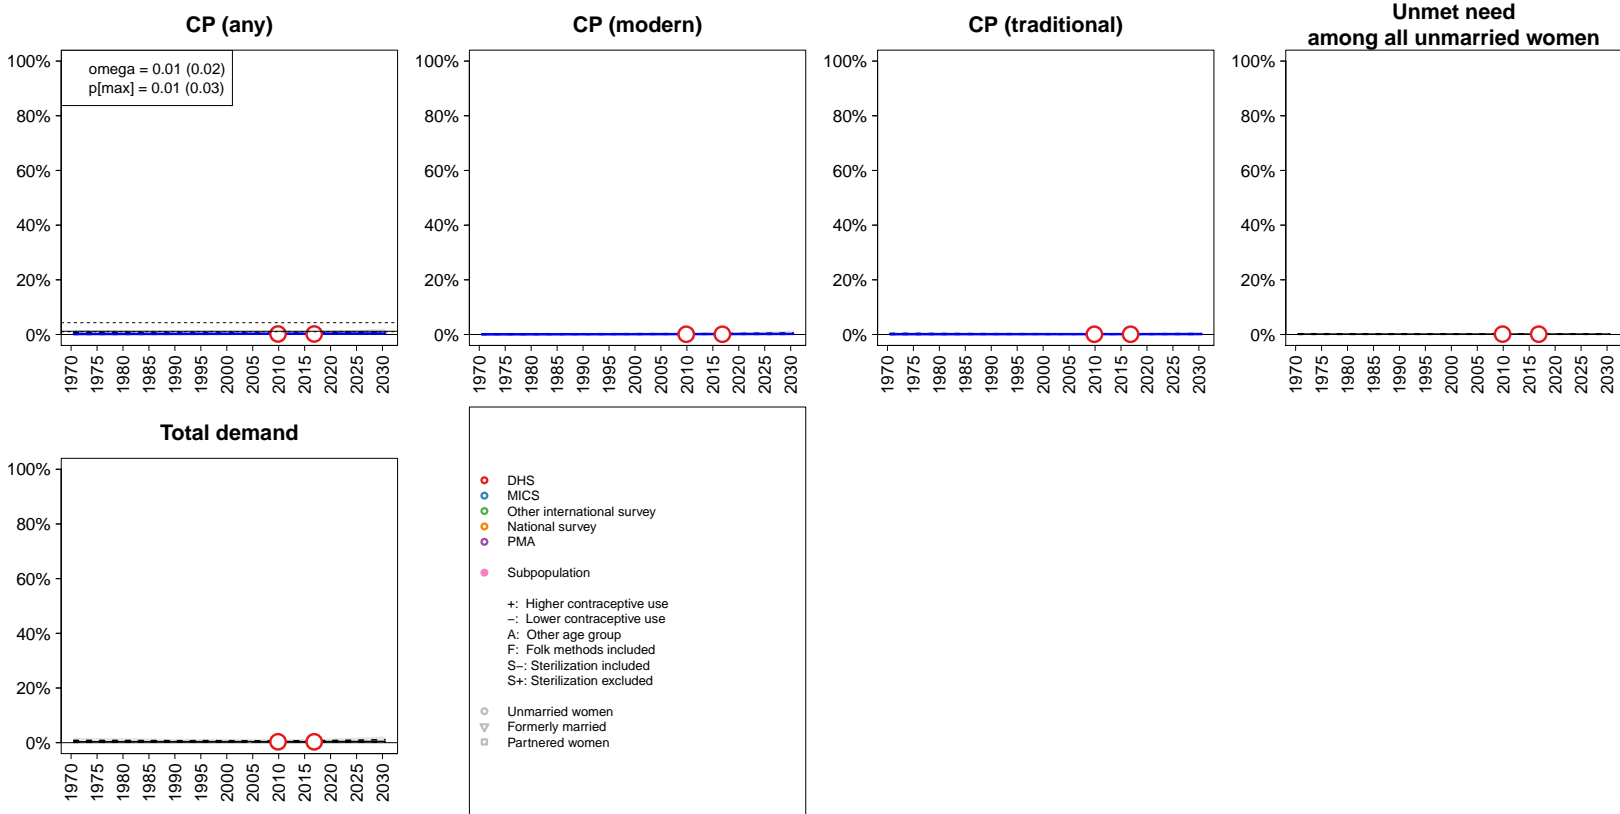 CP (any)
omega = 0.01 (0.02)
p[max] = 0.01 (0.03)
100%
80%
60%
40%
20%
0%
1970 1975 1980 1985 1990 1995 2000 2005 2010 2015 2020 2025 2030
CP (modern)
100%
80%
60%
40%
20%
0%
1970 1975 1980 1985 1990 1995 2000 2005 2010 2015 2020 2025 2030
CP (traditional)
100%
80%
60%
40%
20%
0%
1970 1975 1980 1985 1990 1995 2000 2005 2010 2015 2020 2025 2030
Unmet need
among all unmarried women
100%
80%
60%
40%
20%
0%
1970 1975 1980 1985 1990 1995 2000 2005 2010 2015 2020 2025 2030
Total demand
100%
80%
60%
40%
20%
0%
1970 1975 1980 1985 1990 1995 2000 2005 2010 2015 2020 2025 2030
DHS
MICS
Other international survey
National survey
PMA
Subpopulation
+: Higher contraceptive use
−: Lower contraceptive use
A: Other age group
F: Folk methods included
S−: Sterilization included
S+: Sterilization excluded
Unmarried women
Formerly married
Partnered women